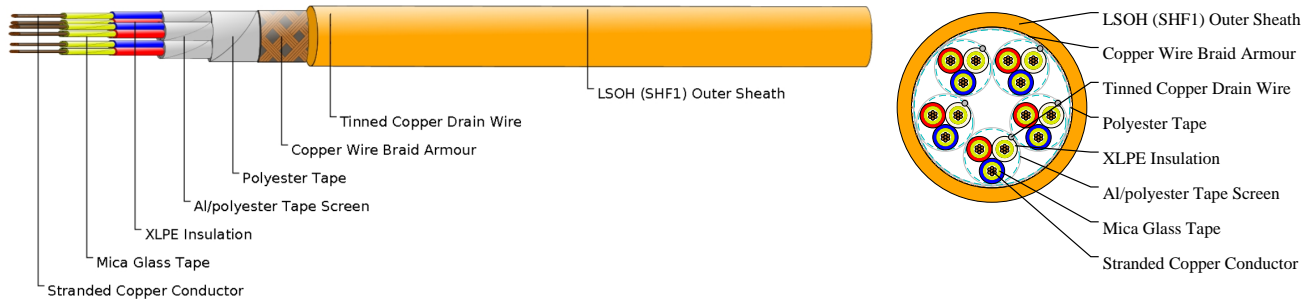 LSOH (SHF1) Outer Sheath
Tinned Copper Drain Wire
Copper Wire Braid Armour
Polyester Tape
Al/polyester Tape Screen
XLPE Insulation
Mica Glass Tape
Stranded Copper Conductor
LSOH (SHF1) Outer Sheath
Copper Wire Braid Armour
Tinned Copper Drain Wire
Polyester Tape
XLPE Insulation
Al/polyester Tape Screen
Mica Glass Tape
Stranded Copper Conductor